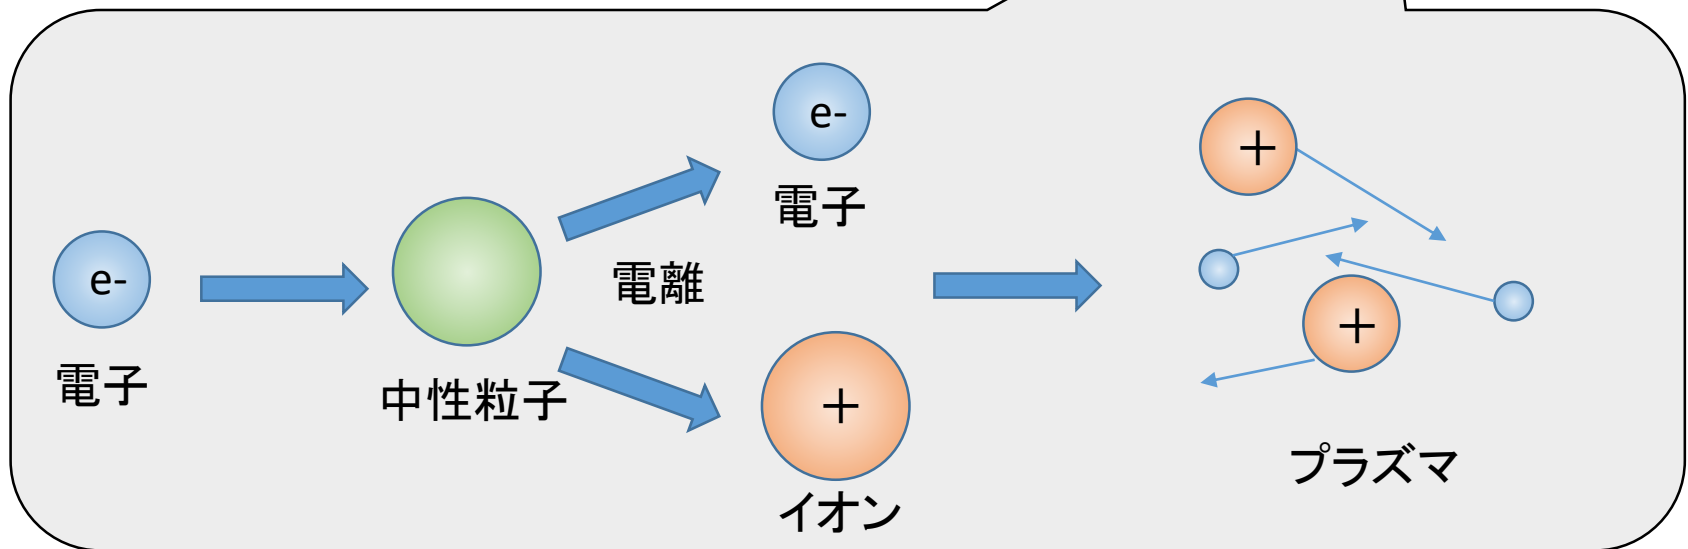 e-
電子
中性粒子
電離
e-
電子
+
イオン
+
+
プラズマ